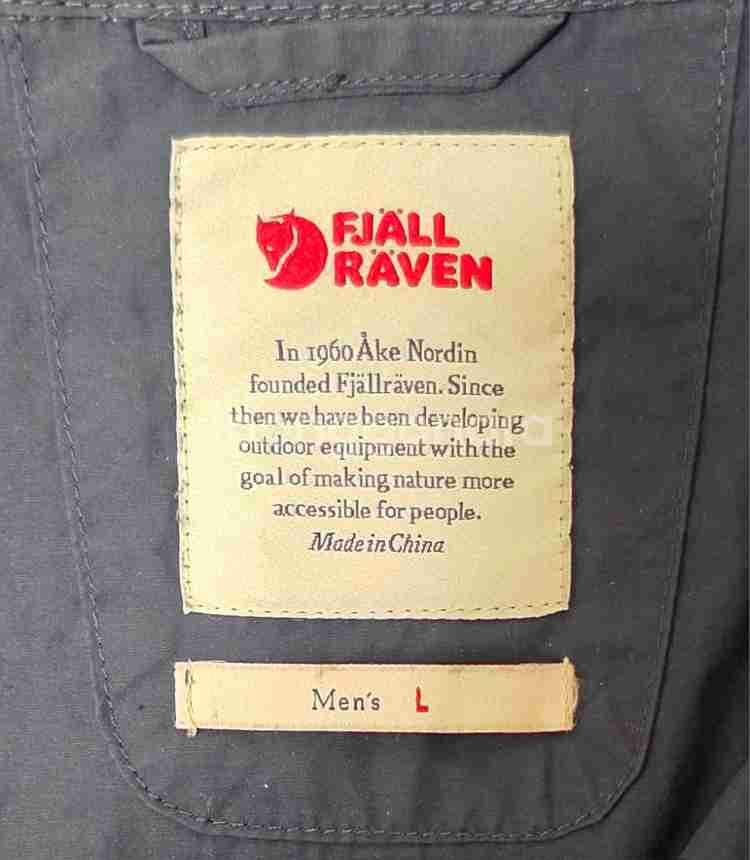 FJÄLL
RÄVEN
In 1960 Åke Nordin
founded Fjällräven. Since
then we have been developing
outdoor equipment with the
goal of making nature more
accessible for people.
Made in China
Men's L